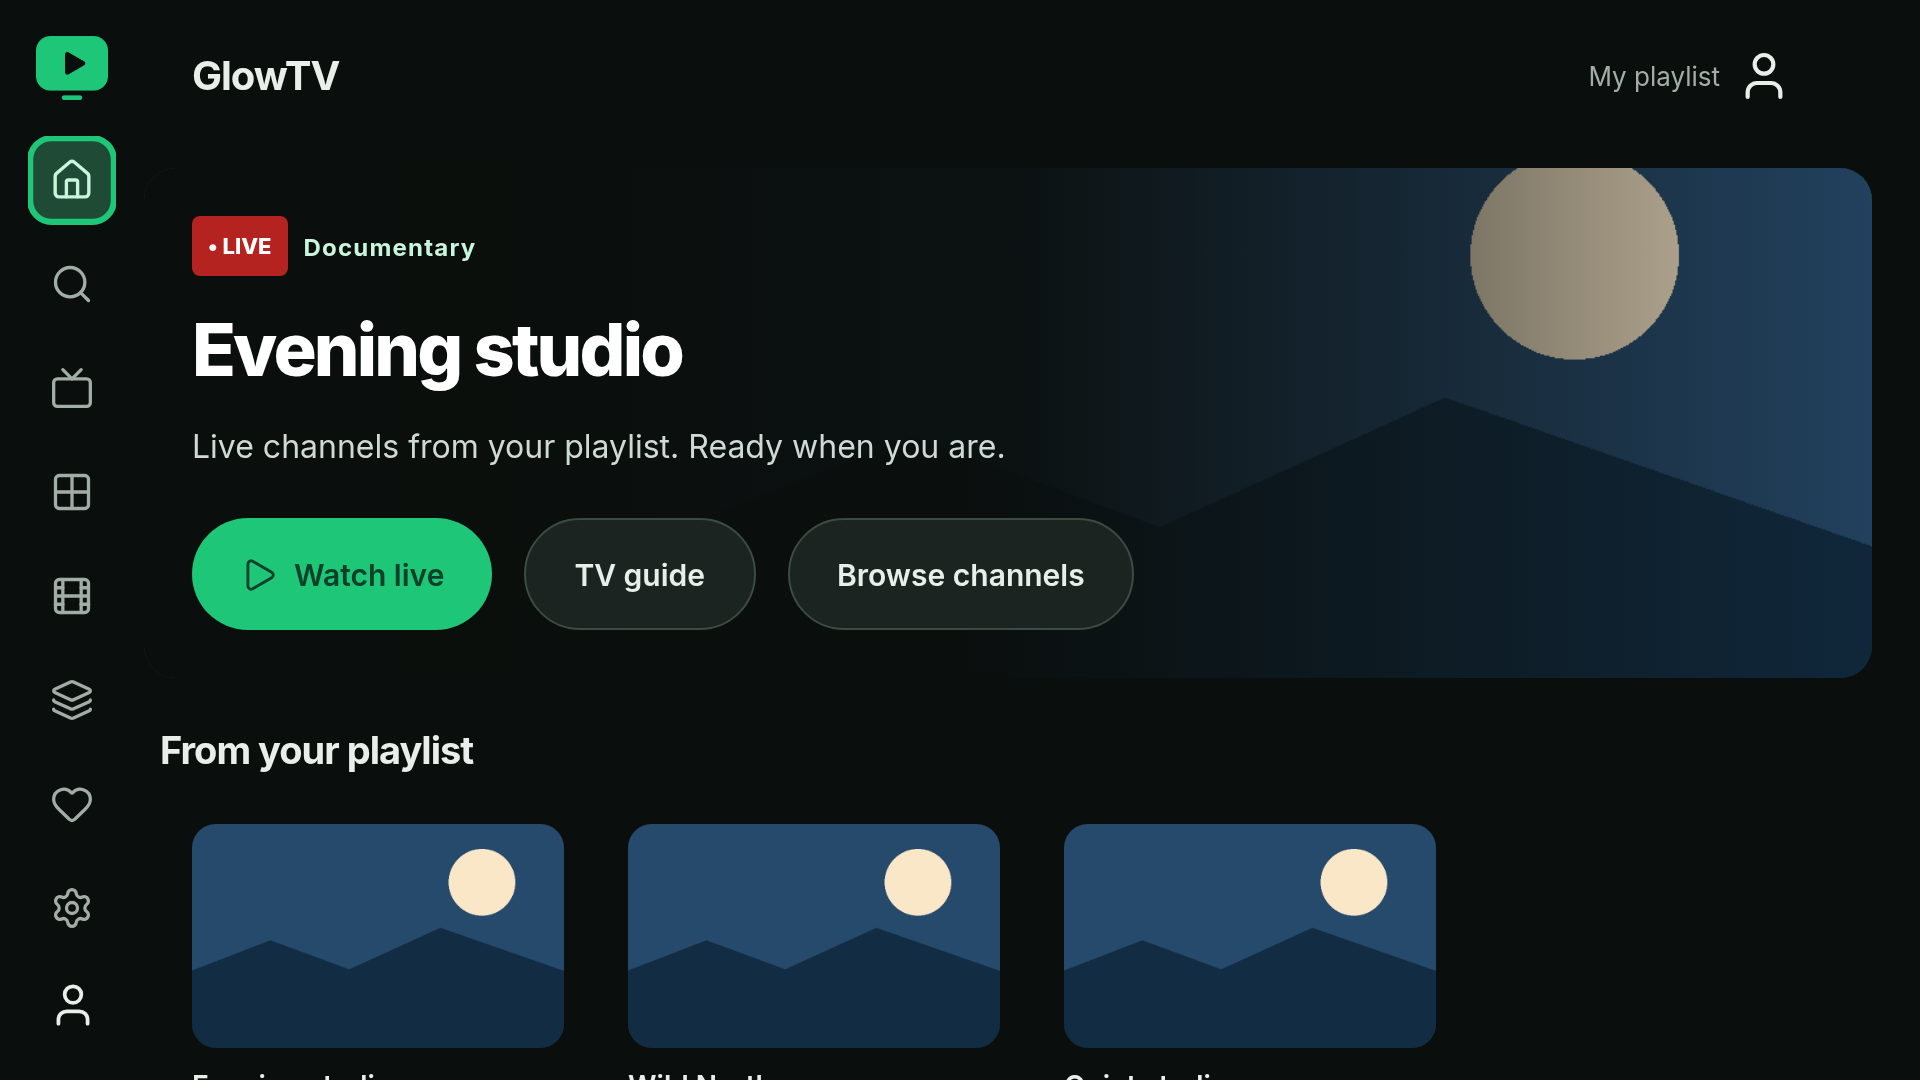 GlowTV
My playlist
• LIVE
Documentary
Evening studio
Live channels from your playlist. Ready when you are.
Watch live
TV guide
Browse channels
From your playlist